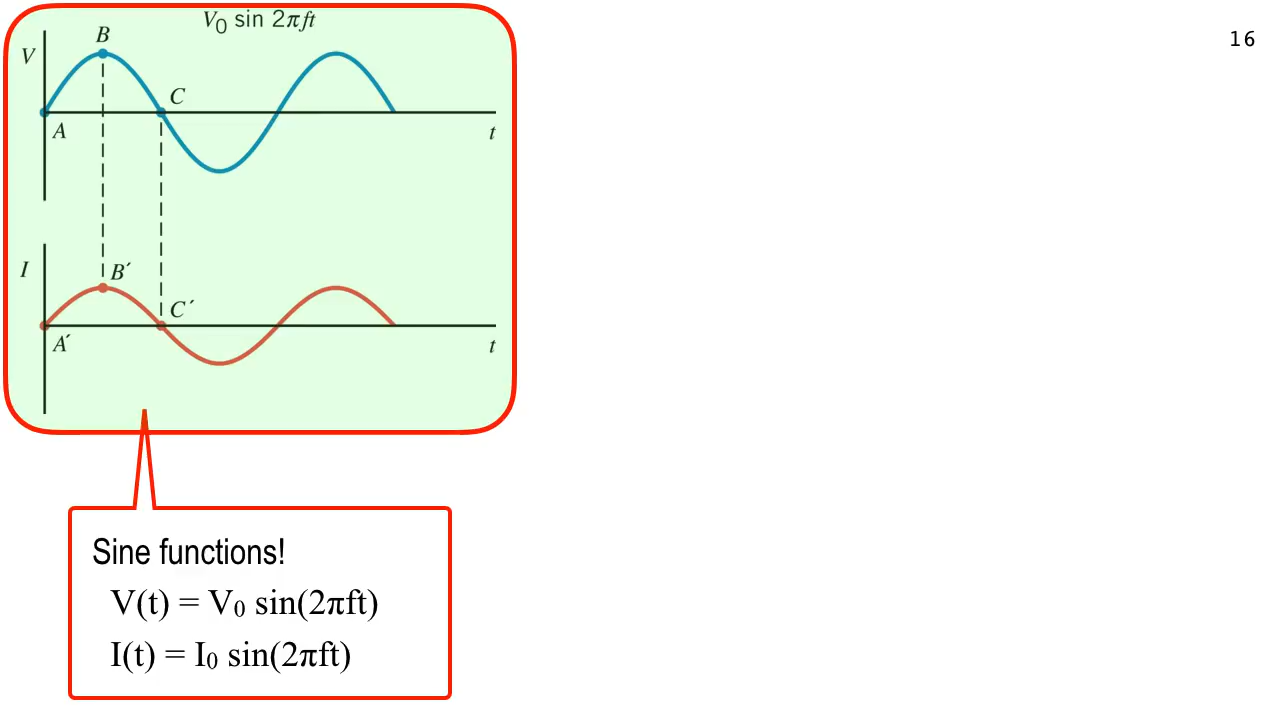 V₀ sin 2πft
16
B
V
C
A
t
I
B´
C´
A´
t
Sine functions!
V(t) = V₀ sin(2πft)
I(t) = I₀ sin(2πft)